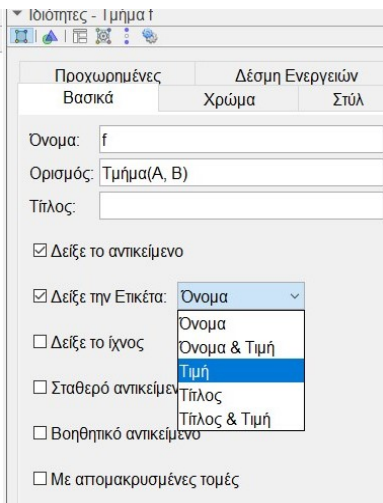 Ιδιότητες - Τμήμα f
Προχωρημένες Δέσμη Ενεργειών
Βασικά Χρώμα Στύλ
Όνομα: f
Ορισμός: Τμήμα(Α, Β)
Τίτλος:
Δείξε το αντικείμενο
Δείξε την Ετικέτα: Όνομα
Όνομα
Δείξε το ίχνος Όνομα & Τιμή
Τιμή
Σταθερό αντικείμεν Τίτλος
Τίτλος & Τιμή
Βοηθητικό αντικείμενο
Με απομακρυσμένες τομές